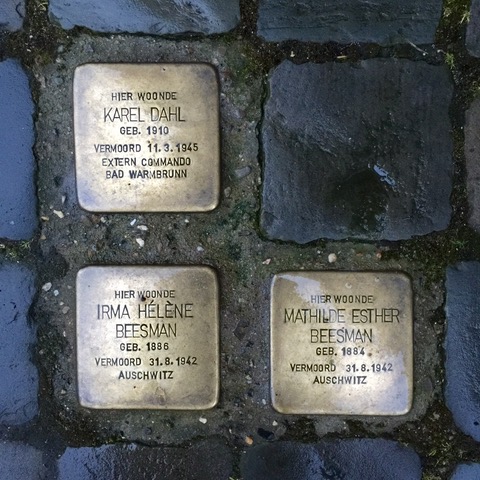 HIER WOONDE
KAREL DAHL
GEB. 1910
VERMOORD 11.3.1945
EXTERN COMMANDO
BAD WARMBRUNN
HIER WOONDE
IRMA HÉLÈNE
BEESMAN
GEB. 1886
VERMOORD 31.8.1942
AUSCHWITZ
HIER WOONDE
MATHILDE ESTHER
BEESMAN
GEB. 1884
VERMOORD 31.8.1942
AUSCHWITZ